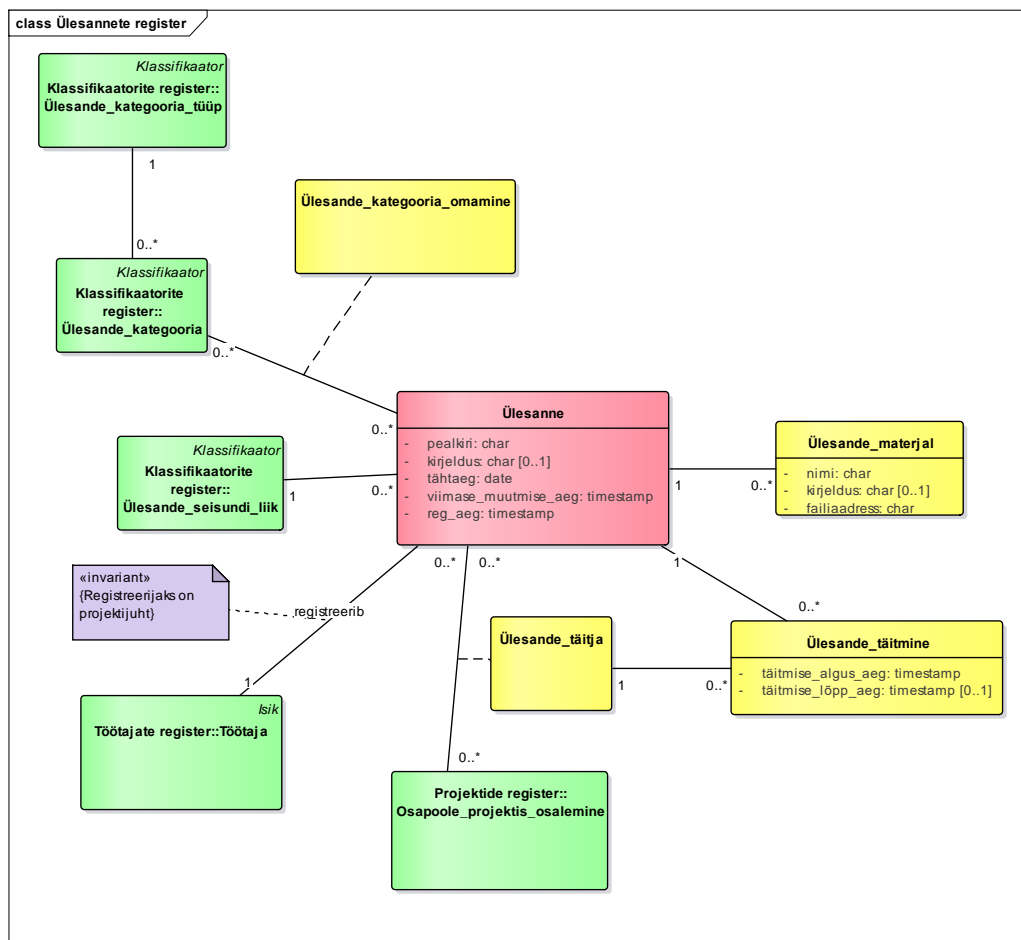 class Ülesannete register
Klassifikaator
Klassifikaatorite register::
Ülesande_kategooria_tüüp
1
0..*
Klassifikaator
Klassifikaatorite
register::
Ülesande_kategooria
0..*
Ülesande_kategooria_omamine
0..*
Ülesanne
- pealkiri: char
- kirjeldus: char [0..1]
- tähtaeg: date
- viimase_muutmise_aeg: timestamp
- reg_aeg: timestamp
Klassifikaator
Klassifikaatorite
register::
Ülesande_seisundi_liik
1
0..*
1
0..*
Ülesande_materjal
- nimi: char
- kirjeldus: char [0..1]
- failiaadress: char
«invariant»
{Registreerijaks on
projektijuht}
registreerib
0..*
0..*
1
0..*
1
Isik
Töötajate register::Töötaja
Ülesande_täitja
1
0..*
Ülesande_täitmine
- täitmise_algus_aeg: timestamp
- täitmise_lõpp_aeg: timestamp [0..1]
0..*
Projektide register::
Osapoole_projektis_osalemine